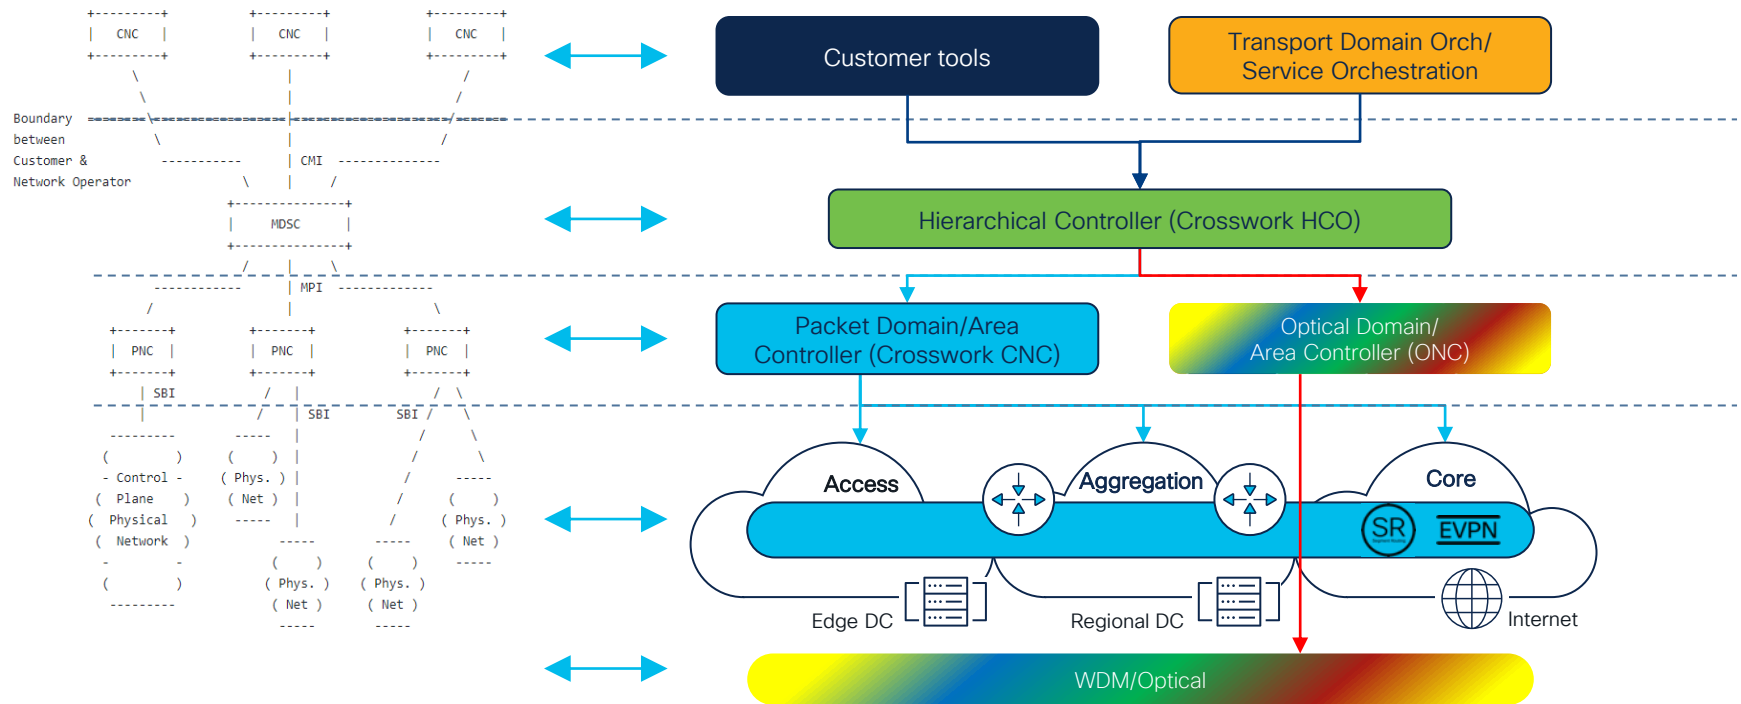 CNC
CNC
CNC
Customer tools
Transport Domain Orch/
Service Orchestration
Boundary
between
Customer &
CMI
Network Operator
MDSC
Hierarchical Controller (Crosswork HCO)
MPI
PNC
PNC
PNC
Packet Domain/Area
Controller (Crosswork CNC)
Optical Domain/
Area Controller (ONC)
SBI
SBI
SBI
Control
Plane
Physical
Network
Phys.
Net
Phys.
Net
Phys.
Net
Phys.
Net
Access
Aggregation
Core
SR
Segment Routing
EVPN
Edge DC
Regional DC
Internet
WDM/Optical